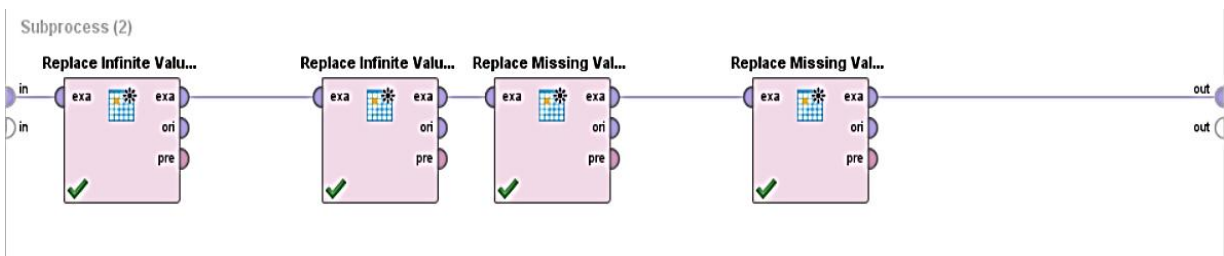 Subprocess (2)
Replace Infinite Valu... Replace Infinite Valu... Replace Missing Val... Replace Missing Val...
in exa exa exa exa exa exa exa exa out
in ori ori ori ori out
pre pre pre pre